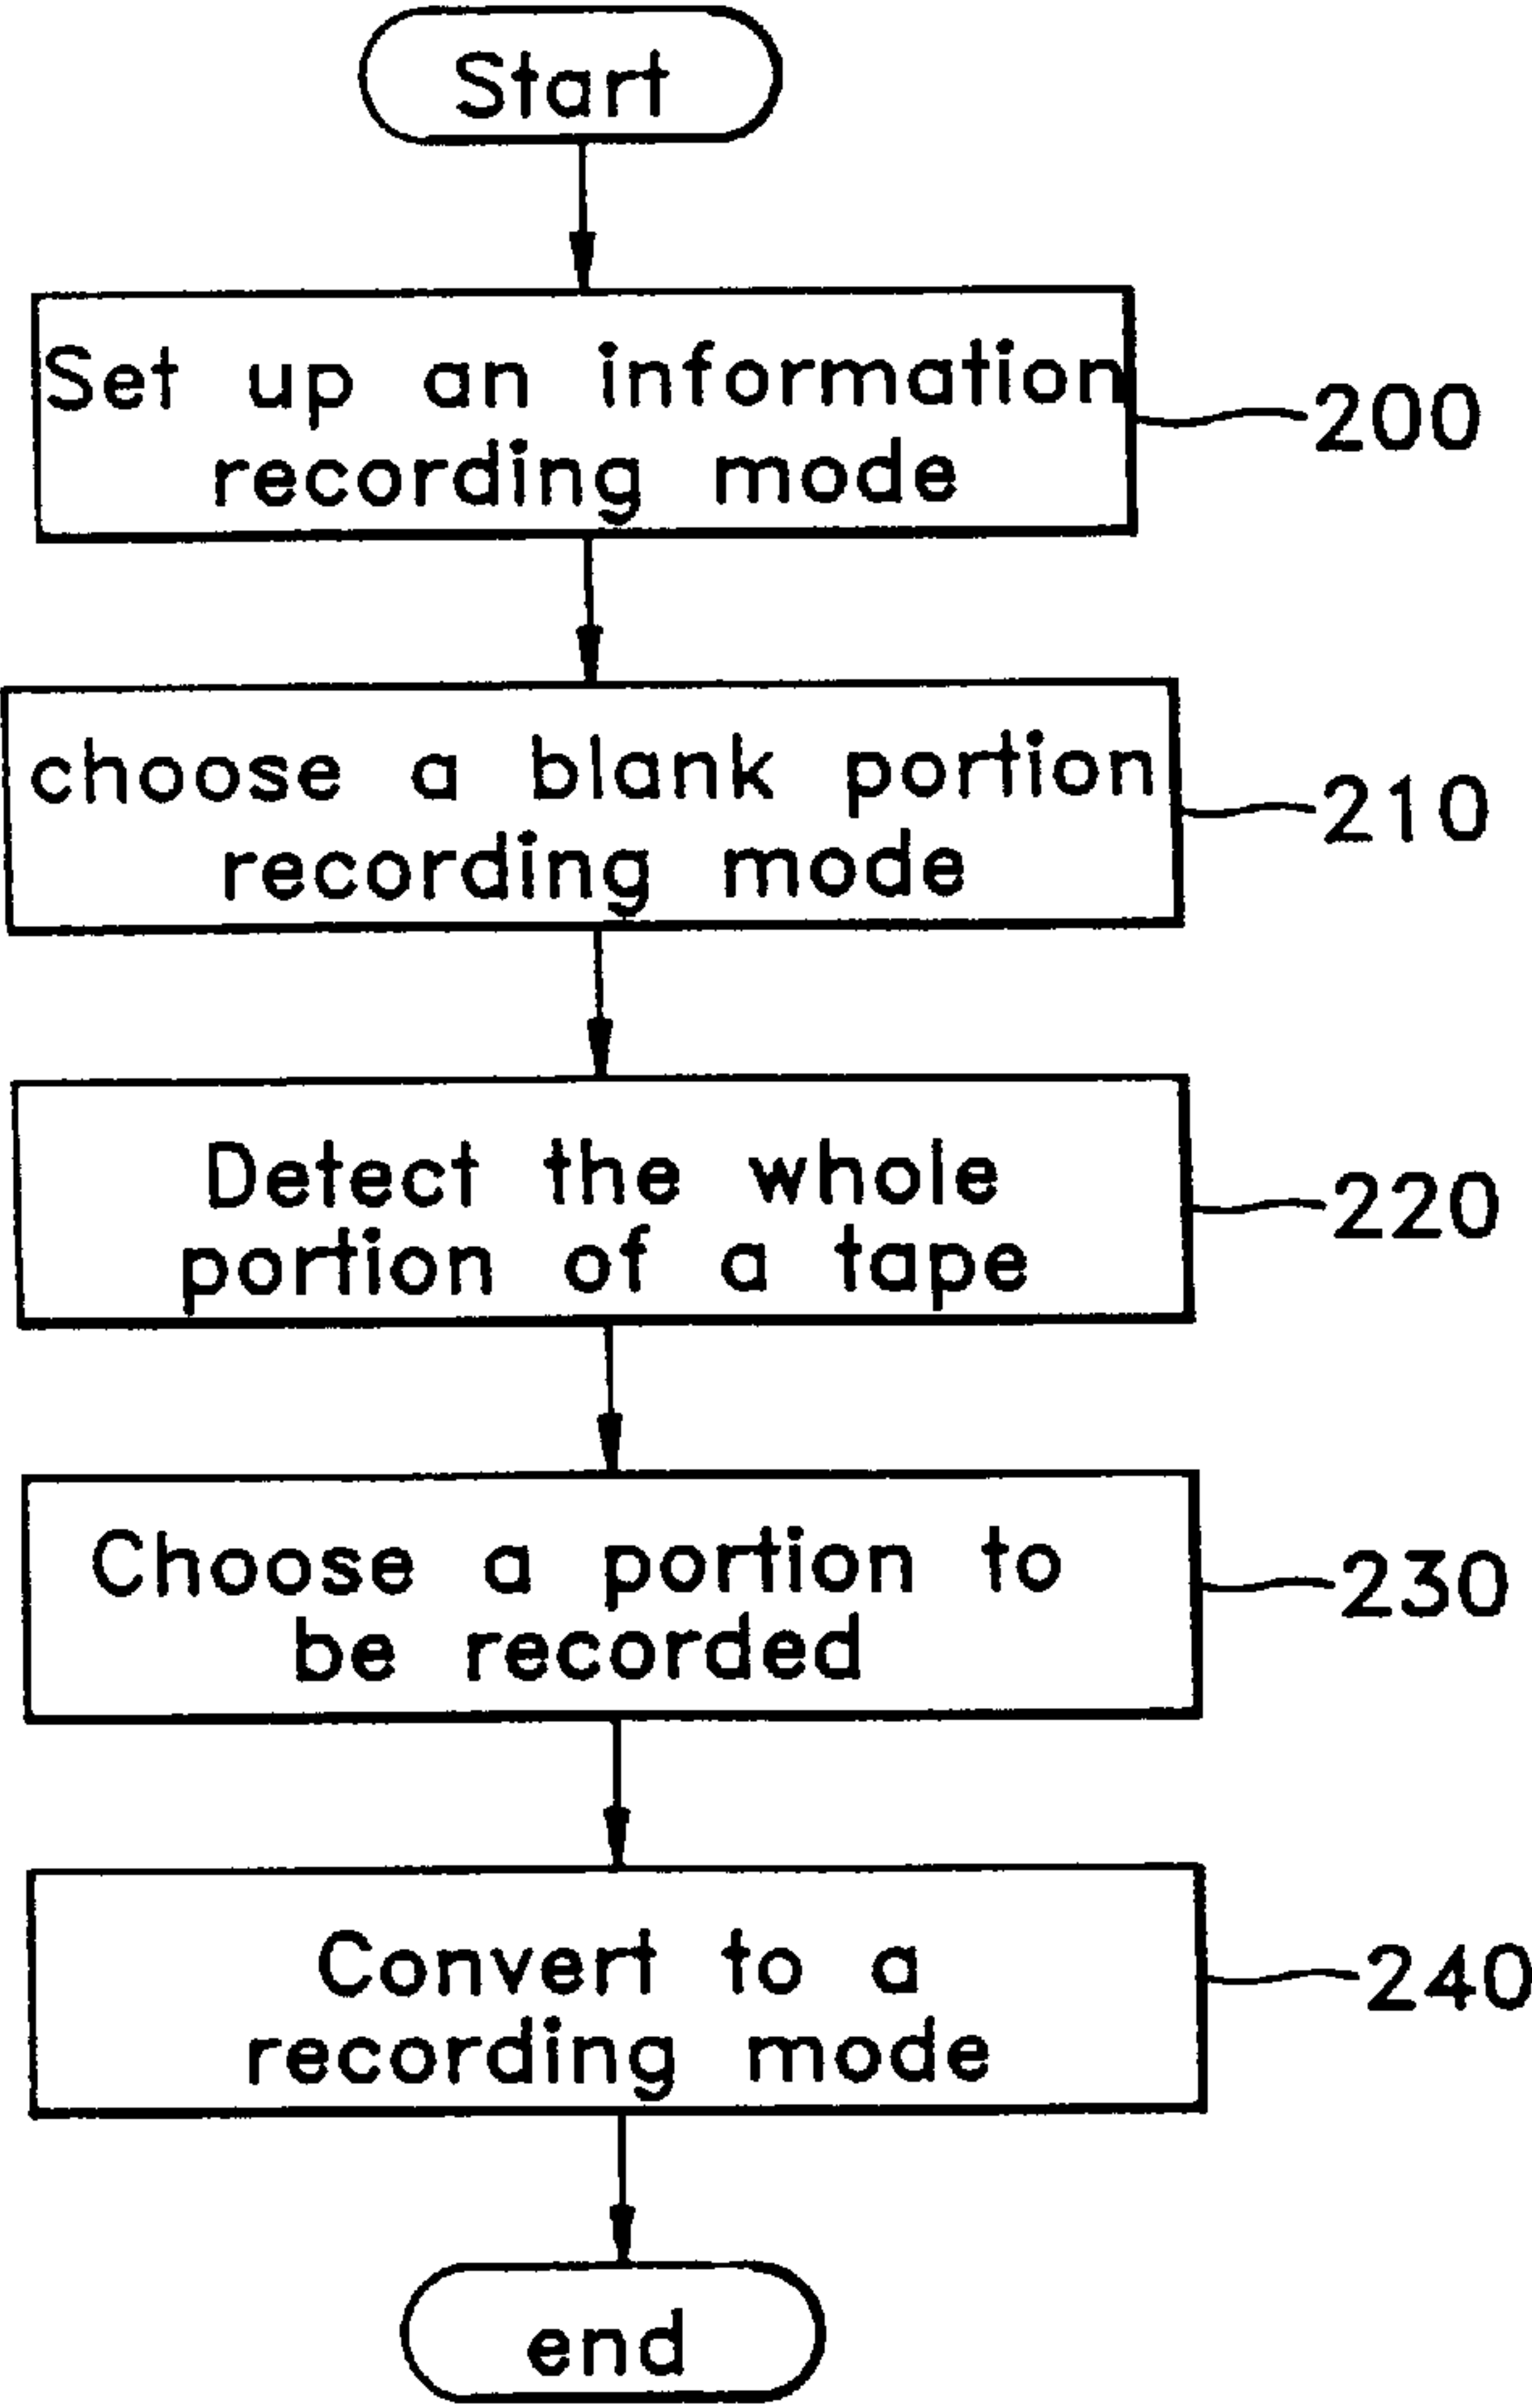 Start
Set up an information
recording mode
200
choose a blank portion
recording mode
210
Detect the whole
portion of a tape
220
Choose a portion to
be recorded
230
Convert to a
recording mode
240
end